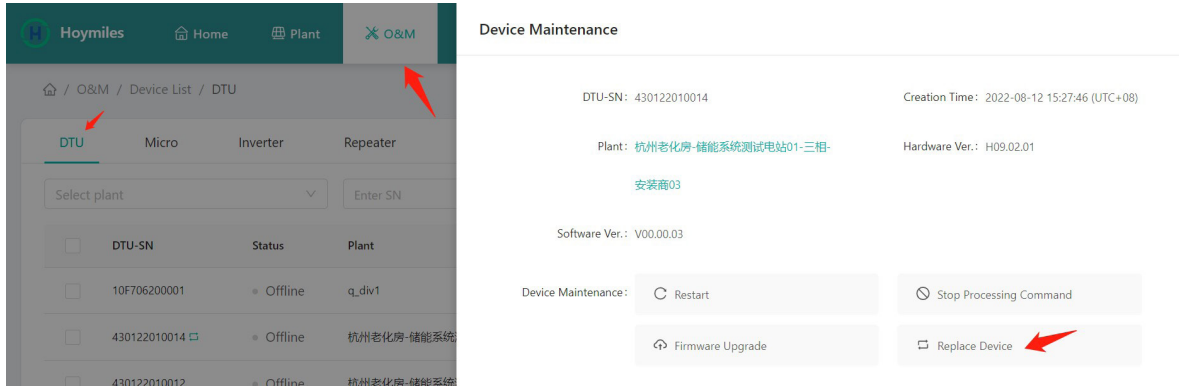 Hoymiles Home Plant O&M
/ O&M / Device List / DTU
DTU Micro Inverter Repeater
Select plant Enter SN
DTU-SN Status Plant
10F706200001 Offline q_div1
430122010014 Offline 杭州老化房-储能系统
430122010012 Offline 杭州老化房-储能系统
Device Maintenance
DTU-SN: 430122010014 Creation Time: 2022-08-12 15:27:46 (UTC+08)
Plant: 杭州老化房-储能系统测试电站01-三相- Hardware Ver.: H09.02.01
安装商03
Software Ver.: V00.00.03
Device Maintenance: Restart Stop Processing Command
Firmware Upgrade Replace Device